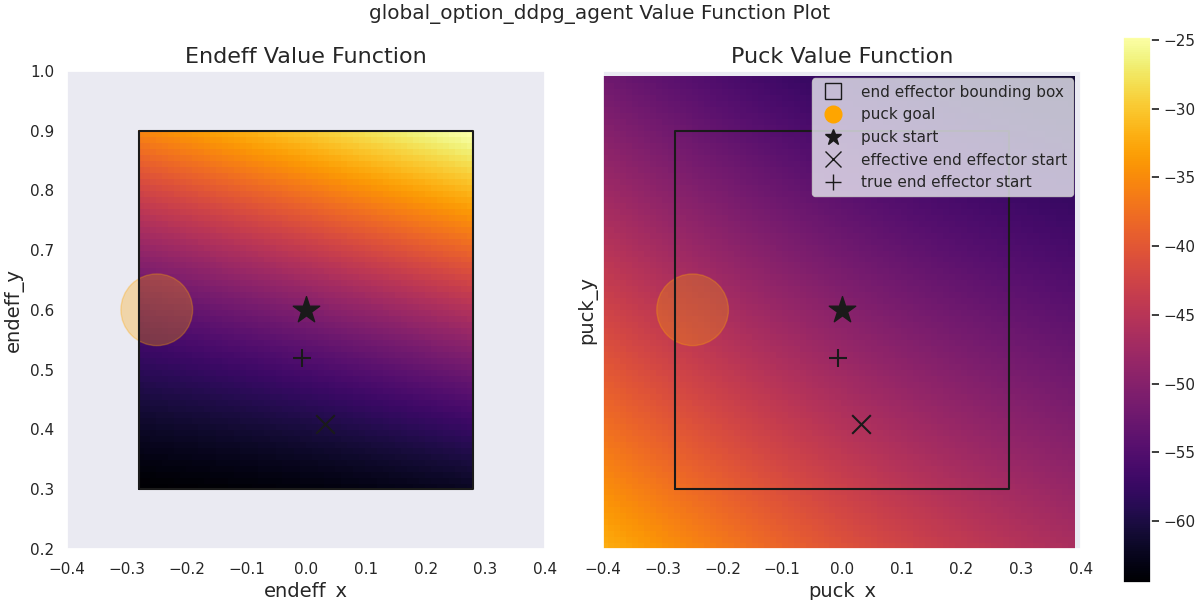 global_option_ddpg_agent Value Function Plot
Endeff Value Function
1.0
0.9
0.8
0.7
0.6
0.5
0.4
0.3
0.2
endeff_y
−0.4 −0.3 −0.2 −0.1 0.0 0.1 0.2 0.3 0.4
endeff_x
Puck Value Function
end effector bounding box
puck goal
puck start
effective end effector start
true end effector start
puck_y
−0.4 −0.3 −0.2 −0.1 0.0 0.1 0.2 0.3 0.4
puck_x
−25
−30
−35
−40
−45
−50
−55
−60